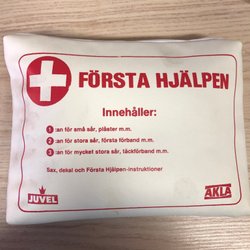 FÖRSTA HJÄLPEN
Innehåller:
1 :an för små sår, plåster m.m.
2 :an för stora sår, första förband m.m.
3 :an för mycket stora sår, täckförband m.m.
Sax, dekal och Första Hjälpen-instruktioner
JUVEL
AKLA